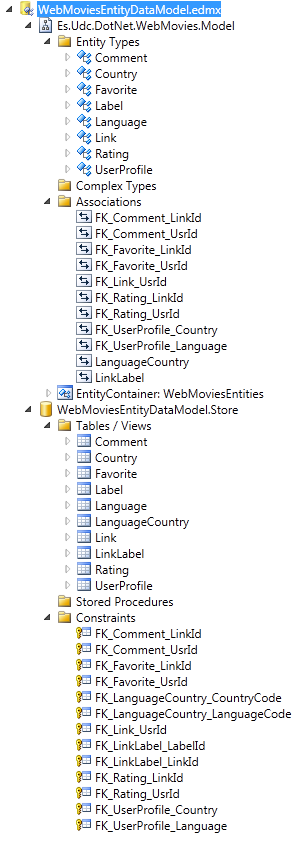 WebMoviesEntityDataModel.edmx
Es.Udc.DotNet.WebMovies.Model
Entity Types
Comment
Country
Favorite
Label
Language
Link
Rating
UserProfile
Complex Types
Associations
FK_Comment_LinkId
FK_Comment_UsrId
FK_Favorite_LinkId
FK_Favorite_UsrId
FK_Link_UsrId
FK_Rating_LinkId
FK_Rating_UsrId
FK_UserProfile_Country
FK_UserProfile_Language
LanguageCountry
LinkLabel
EntityContainer: WebMoviesEntities
WebMoviesEntityDataModel.Store
Tables / Views
Comment
Country
Favorite
Label
Language
LanguageCountry
Link
LinkLabel
Rating
UserProfile
Stored Procedures
Constraints
FK_Comment_LinkId
FK_Comment_UsrId
FK_Favorite_LinkId
FK_Favorite_UsrId
FK_LanguageCountry_CountryCode
FK_LanguageCountry_LanguageCode
FK_Link_UsrId
FK_LinkLabel_LabelId
FK_LinkLabel_LinkId
FK_Rating_LinkId
FK_Rating_UsrId
FK_UserProfile_Country
FK_UserProfile_Language